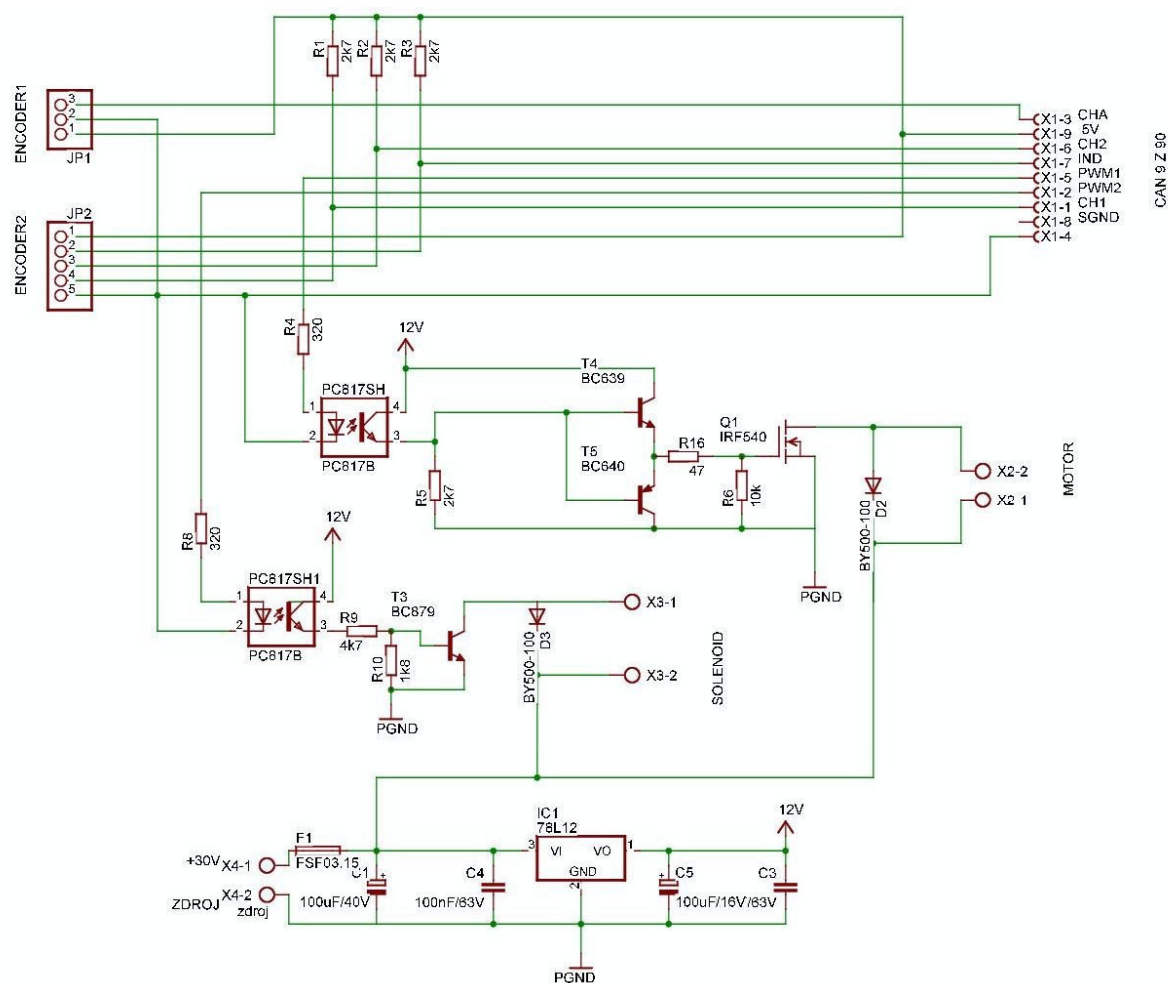 R1
2k7
R2
2k7
R3
2k7
ENCODER1
3
2
1
JP1
X1-3 CHA
X1-9 5V
X1-6 CH2
X1-7 IND
X1-5 PWM1
X1-2 PWM2
X1-1 CH1
X1-8 SGND
X1-4
CAN 9 Z 90
ENCODER2
JP2
1
2
3
4
5
R4
320
12V
PC817SH
1
2
4
3
PC817B
T4
BC639
T5
BC640
R5
2k7
R16
47
Q1
IRF540
R6
10k
PGND
BY500-100
D2
X2-2
X2-1
MOTOR
R8
320
12V
PC817SH1
1
2
4
3
PC817B
R9
4k7
R10
1k8
T3
BC879
PGND
BY500-100
D3
X3-1
X3-2
SOLENOID
+30V X4-1
ZDROJ X4-2
zdroj
F1
FSF03.15
C1
+
100uF/40V
C4
100nF/63V
IC1
78L12
3
VI
VO
1
GND
2
C5
+
100uF/16V/63V
C3
12V
PGND